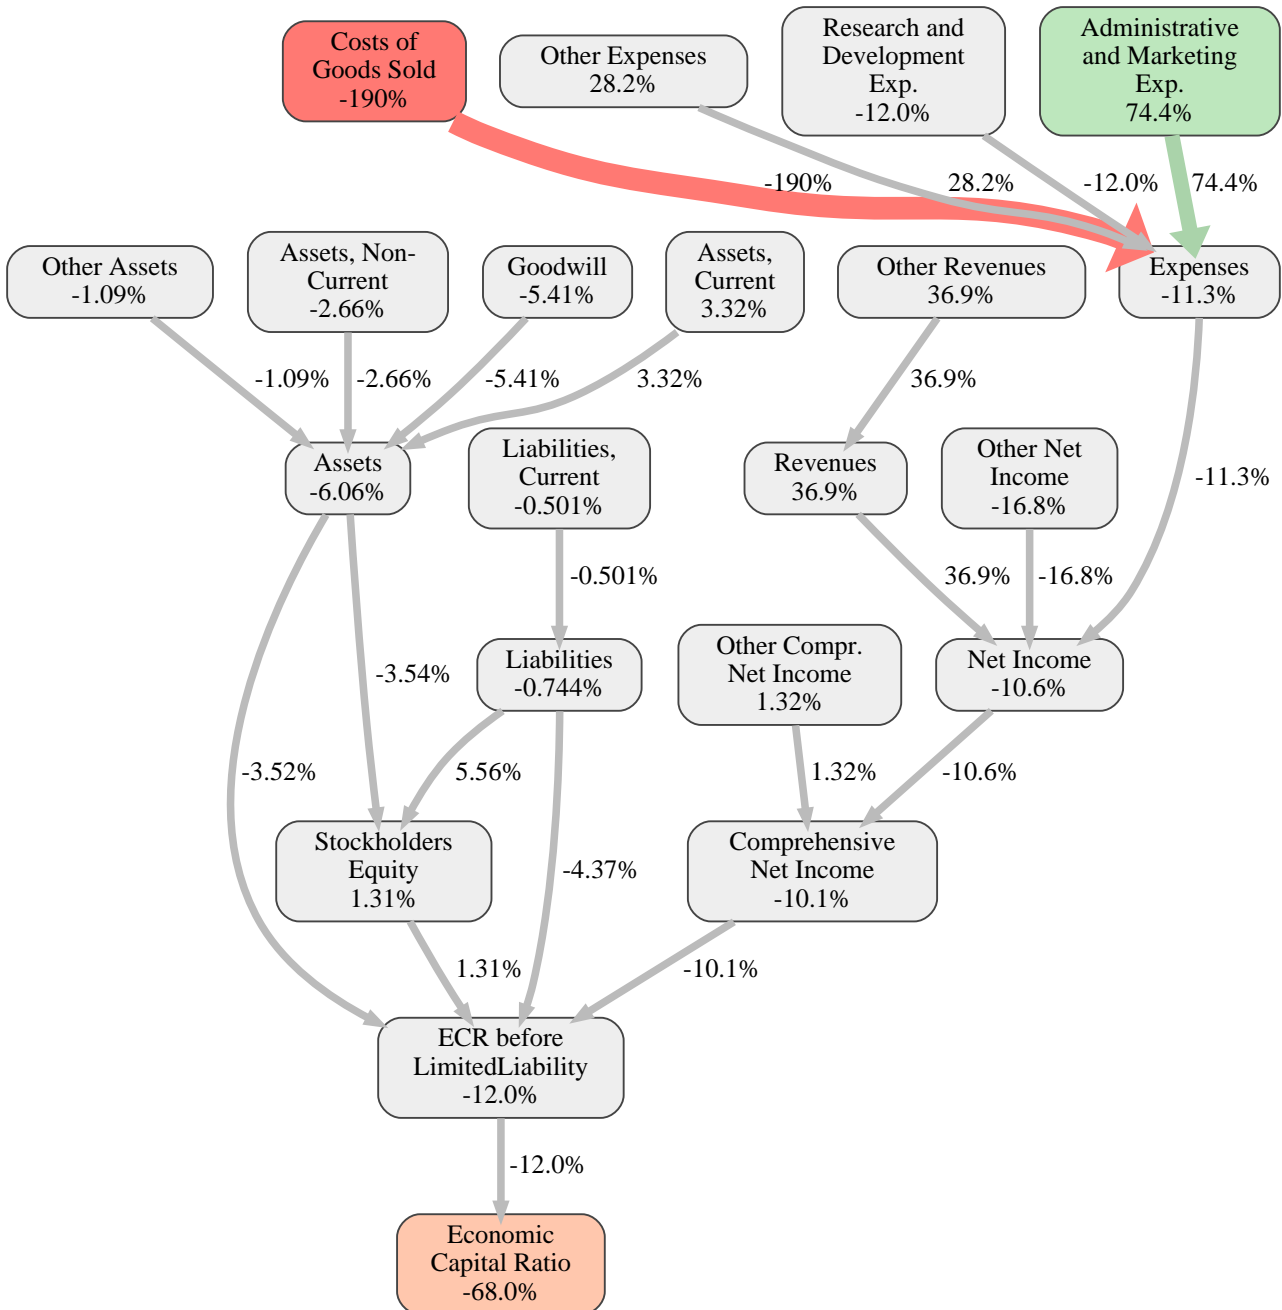 Costs of
Goods Sold
-190%
Other Expenses
28.2%
Research and
Development
Exp.
-12.0%
Administrative
and Marketing
Exp.
74.4%
-190%
28.2%
-12.0%
74.4%
Other Assets
-1.09%
Assets, Non-
Current
-2.66%
Goodwill
-5.41%
Assets,
Current
3.32%
Other Revenues
36.9%
Expenses
-11.3%
-1.09%
-2.66%
-5.41%
3.32%
36.9%
Assets
-6.06%
Liabilities,
Current
-0.501%
Revenues
36.9%
Other Net
Income
-16.8%
-11.3%
-0.501%
36.9%
-16.8%
-3.54%
Liabilities
-0.744%
Other Compr.
Net Income
1.32%
Net Income
-10.6%
-3.52%
5.56%
1.32%
-10.6%
Stockholders
Equity
1.31%
-4.37%
Comprehensive
Net Income
-10.1%
1.31%
-10.1%
ECR before
LimitedLiability
-12.0%
-12.0%
Economic
Capital Ratio
-68.0%